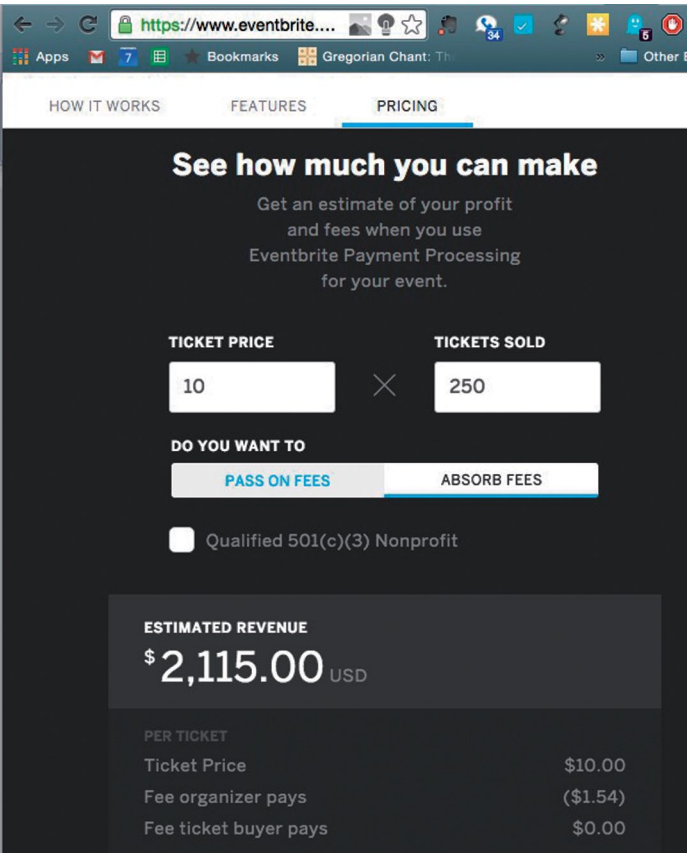 https://www.eventbrite....
34
5
Apps
7
Bookmarks
Gregorian Chant: Th
»
Other
HOW IT WORKS
FEATURES
PRICING
See how much you can make
Get an estimate of your profit
and fees when you use
Eventbrite Payment Processing
for your event.
TICKET PRICE
TICKETS SOLD
10
250
DO YOU WANT TO
PASS ON FEES
ABSORB FEES
Qualified 501(c)(3) Nonprofit
ESTIMATED REVENUE
$2,115.00 USD
PER TICKET
Ticket Price $10.00
Fee organizer pays ($1.54)
Fee ticket buyer pays $0.00